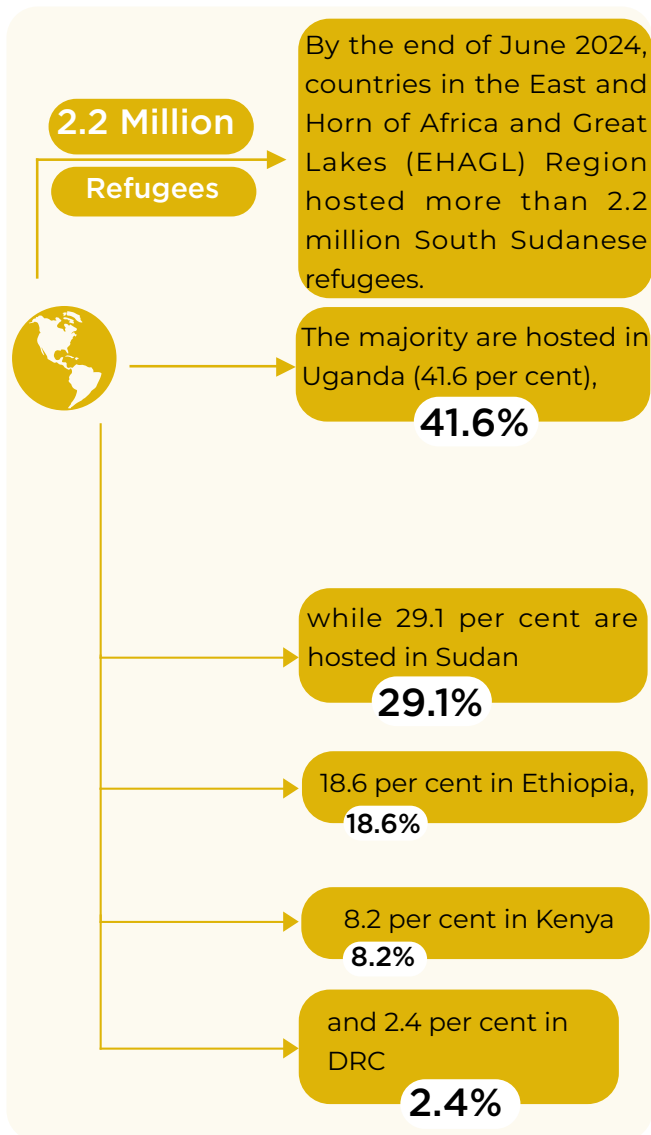 2.2 Million
Refugees
By the end of June 2024,
countries in the East and
Horn of Africa and Great
Lakes (EHAGL) Region
hosted more than 2.2
million South Sudanese
refugees.
The majority are hosted in
Uganda (41.6 per cent),
41.6%
while 29.1 per cent are
hosted in Sudan
29.1%
18.6 per cent in Ethiopia,
18.6%
8.2 per cent in Kenya
8.2%
and 2.4 per cent in
DRC
2.4%